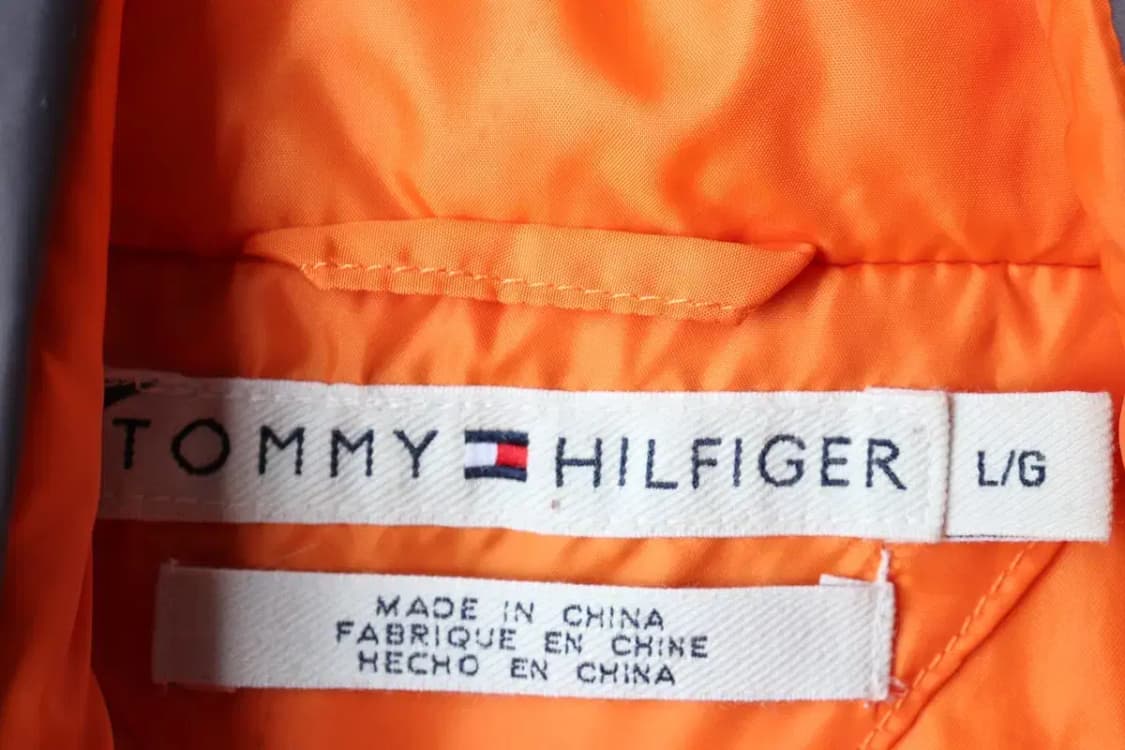 TOMMY HILFIGER L/G
MADE IN CHINA
FABRIQUE EN CHINE
HECHO EN CHINA